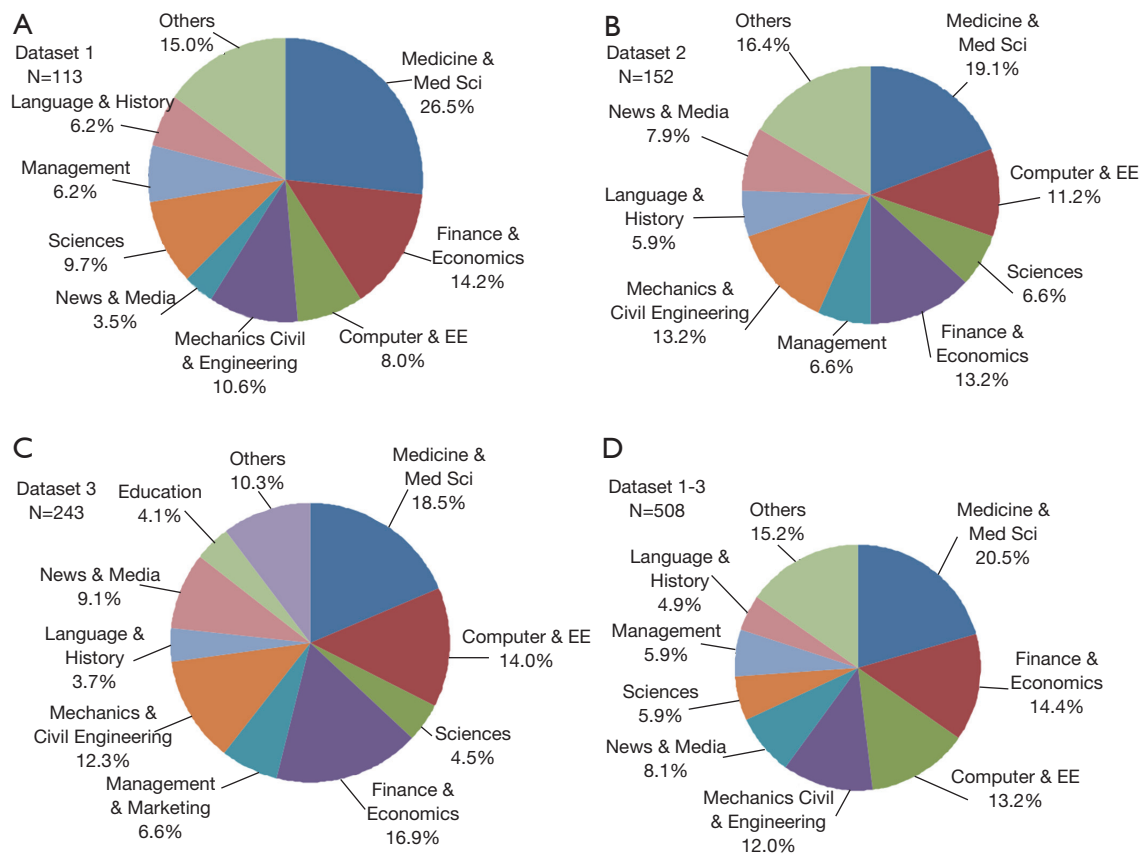 A
Dataset 1
N=113
Others
15.0%
Medicine &
Med Sci
26.5%
Language & History
6.2%
Management
6.2%
Sciences
9.7%
News & Media
3.5%
Mechanics Civil
& Engineering
10.6%
Computer & EE
8.0%
Finance &
Economics
14.2%
B
Dataset 2
N=152
Others
16.4%
Medicine &
Med Sci
19.1%
News & Media
7.9%
Computer & EE
11.2%
Language &
History
5.9%
Sciences
6.6%
Mechanics &
Civil Engineering
13.2%
Management
6.6%
Finance &
Economics
13.2%
C
Dataset 3
N=243
Others
10.3%
Medicine &
Med Sci
18.5%
Education
4.1%
News & Media
9.1%
Computer & EE
14.0%
Language &
History
3.7%
Mechanics &
Civil Engineering
12.3%
Sciences
4.5%
Management
& Marketing
6.6%
Finance &
Economics
16.9%
D
Dataset 1-3
N=508
Others
15.2%
Medicine &
Med Sci
20.5%
Language &
History
4.9%
Management
5.9%
Finance &
Economics
14.4%
Sciences
5.9%
News & Media
8.1%
Computer & EE
13.2%
Mechanics Civil
& Engineering
12.0%